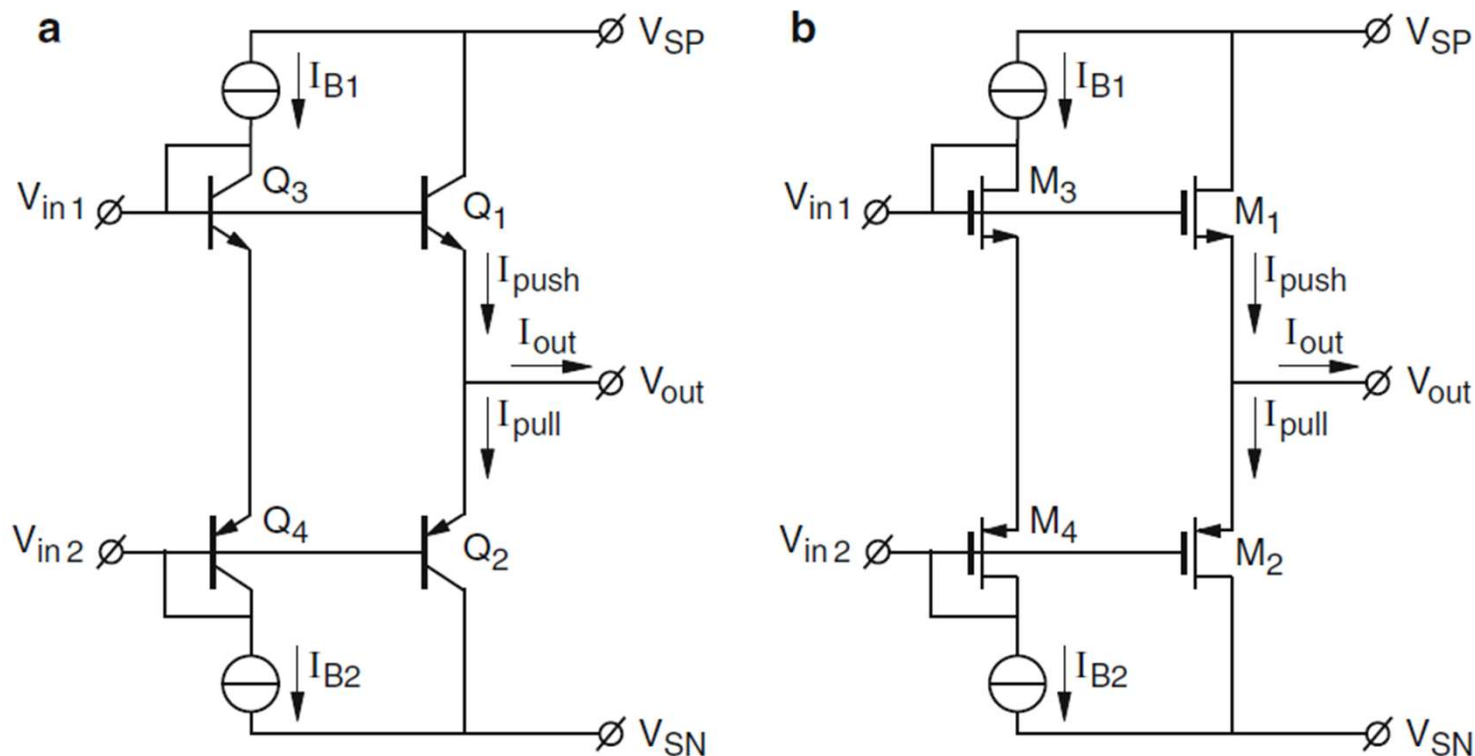 a
V_SP
I_B1
Q_3
V_in 1
Q_1
I_push
I_out
V_out
I_pull
Q_4
V_in 2
Q_2
I_B2
V_SN
b
V_SP
I_B1
M_3
V_in 1
M_1
I_push
I_out
V_out
I_pull
M_4
V_in 2
M_2
I_B2
V_SN